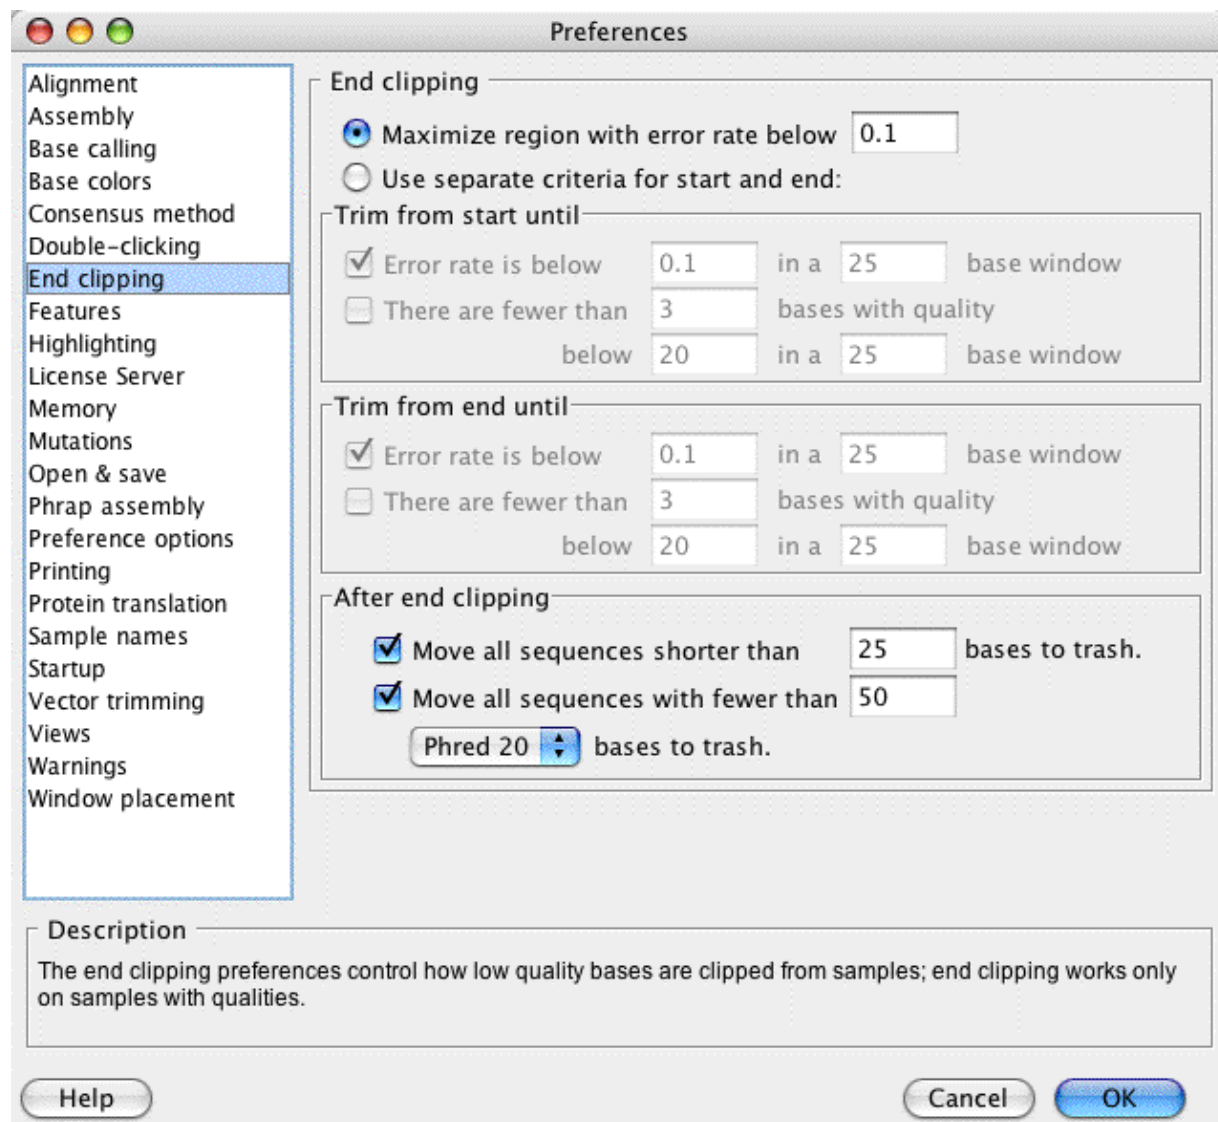 Preferences
Alignment
Assembly
Base calling
Base colors
Consensus method
Double-clicking
End clipping
Features
Highlighting
License Server
Memory
Mutations
Open & save
Phrap assembly
Preference options
Printing
Protein translation
Sample names
Startup
Vector trimming
Views
Warnings
Window placement
End clipping
Maximize region with error rate below 0.1
Use separate criteria for start and end:
Trim from start until
Error rate is below 0.1 in a 25 base window
There are fewer than 3 bases with quality
below 20 in a 25 base window
Trim from end until
Error rate is below 0.1 in a 25 base window
There are fewer than 3 bases with quality
below 20 in a 25 base window
After end clipping
Move all sequences shorter than 25 bases to trash.
Move all sequences with fewer than 50
Phred 20 bases to trash.
Description
The end clipping preferences control how low quality bases are clipped from samples; end clipping works only
on samples with qualities.
Help Cancel OK